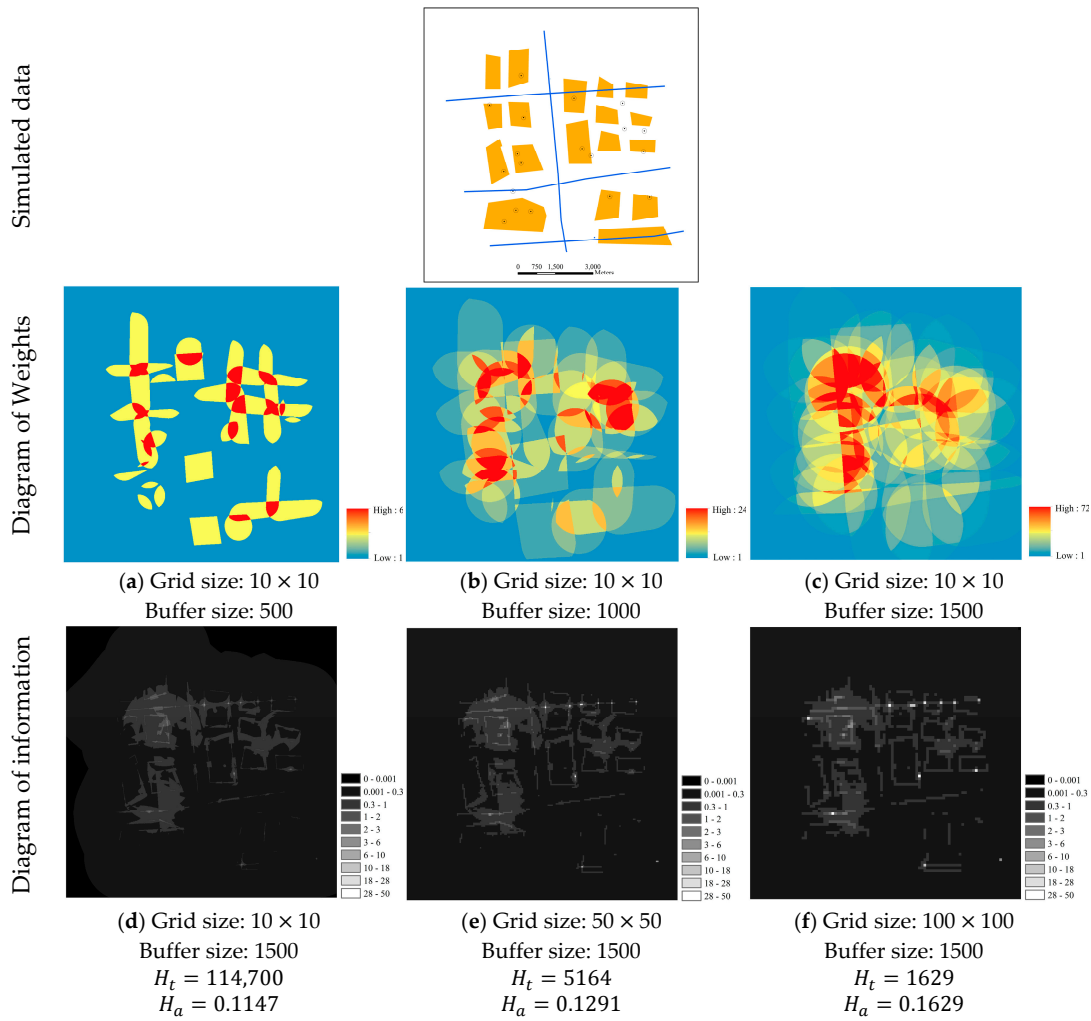 Simulated data
0 750 1,500 3,000
Meters
Diagram of Weights
High : 6
Low : 1
High : 24
Low : 1
High : 72
Low : 1
(a) Grid size: 10 × 10
Buffer size: 500
(b) Grid size: 10 × 10
Buffer size: 1000
(c) Grid size: 10 × 10
Buffer size: 1500
Diagram of information
0 - 0.001
0.001 - 0.3
0.3 - 1
1 - 2
2 - 3
3 - 6
6 - 10
10 - 18
18 - 28
28 - 50
0 - 0.001
0.001 - 0.3
0.3 - 1
1 - 2
2 - 3
3 - 6
6 - 10
10 - 18
18 - 28
28 - 50
0 - 0.001
0.001 - 0.3
0.3 - 1
1 - 2
2 - 3
3 - 6
6 - 10
10 - 18
18 - 28
28 - 50
(d) Grid size: 10 × 10
Buffer size: 1500
H_t = 114,700
H_a = 0.1147
(e) Grid size: 50 × 50
Buffer size: 1500
H_t = 5164
H_a = 0.1291
(f) Grid size: 100 × 100
Buffer size: 1500
H_t = 1629
H_a = 0.1629